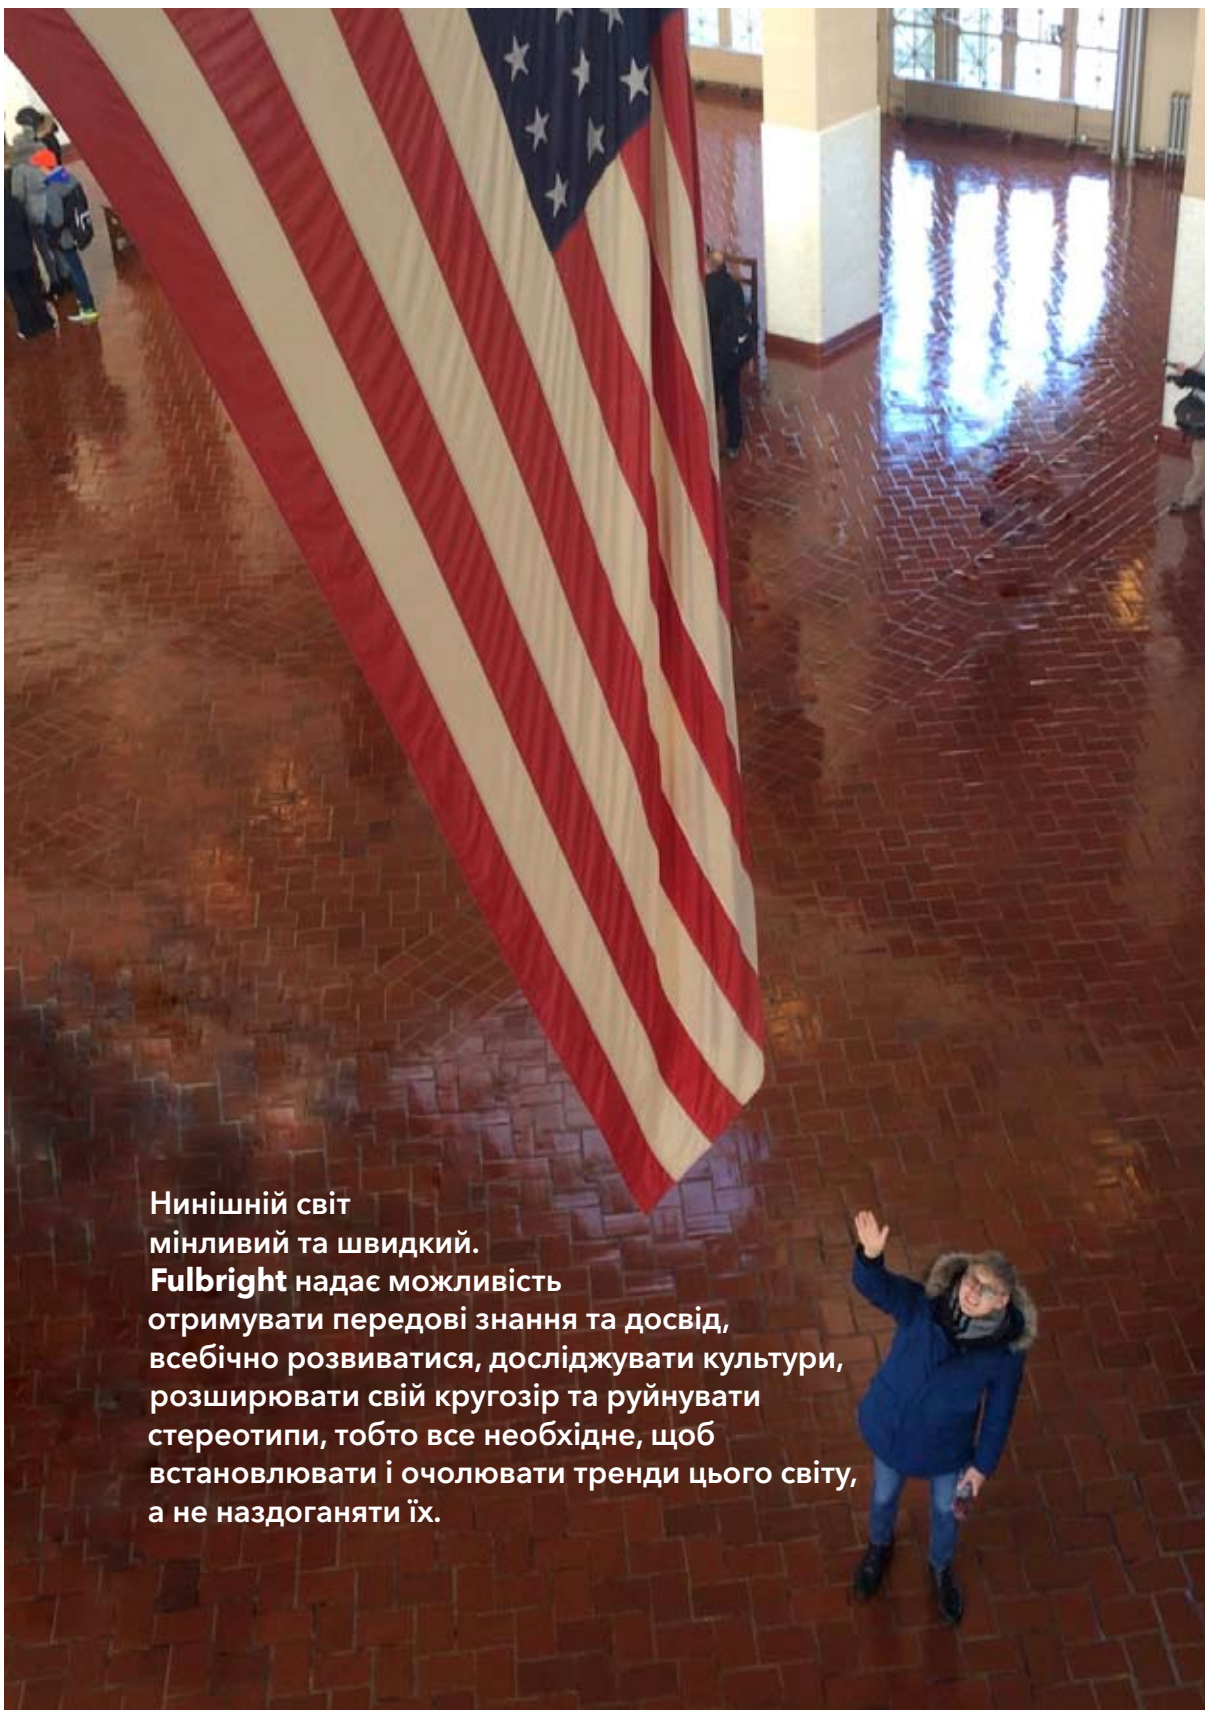 Нинішній світ
мінливий та швидкий.
Fulbright надає можливість
отримувати передові знання та досвід,
всебічно розвиватися, досліджувати культури,
розширювати свій кругозір та руйнувати
стереотипи, тобто все необхідне, щоб
встановлювати і очолювати тренди цього світу,
а не наздоганяти їх.